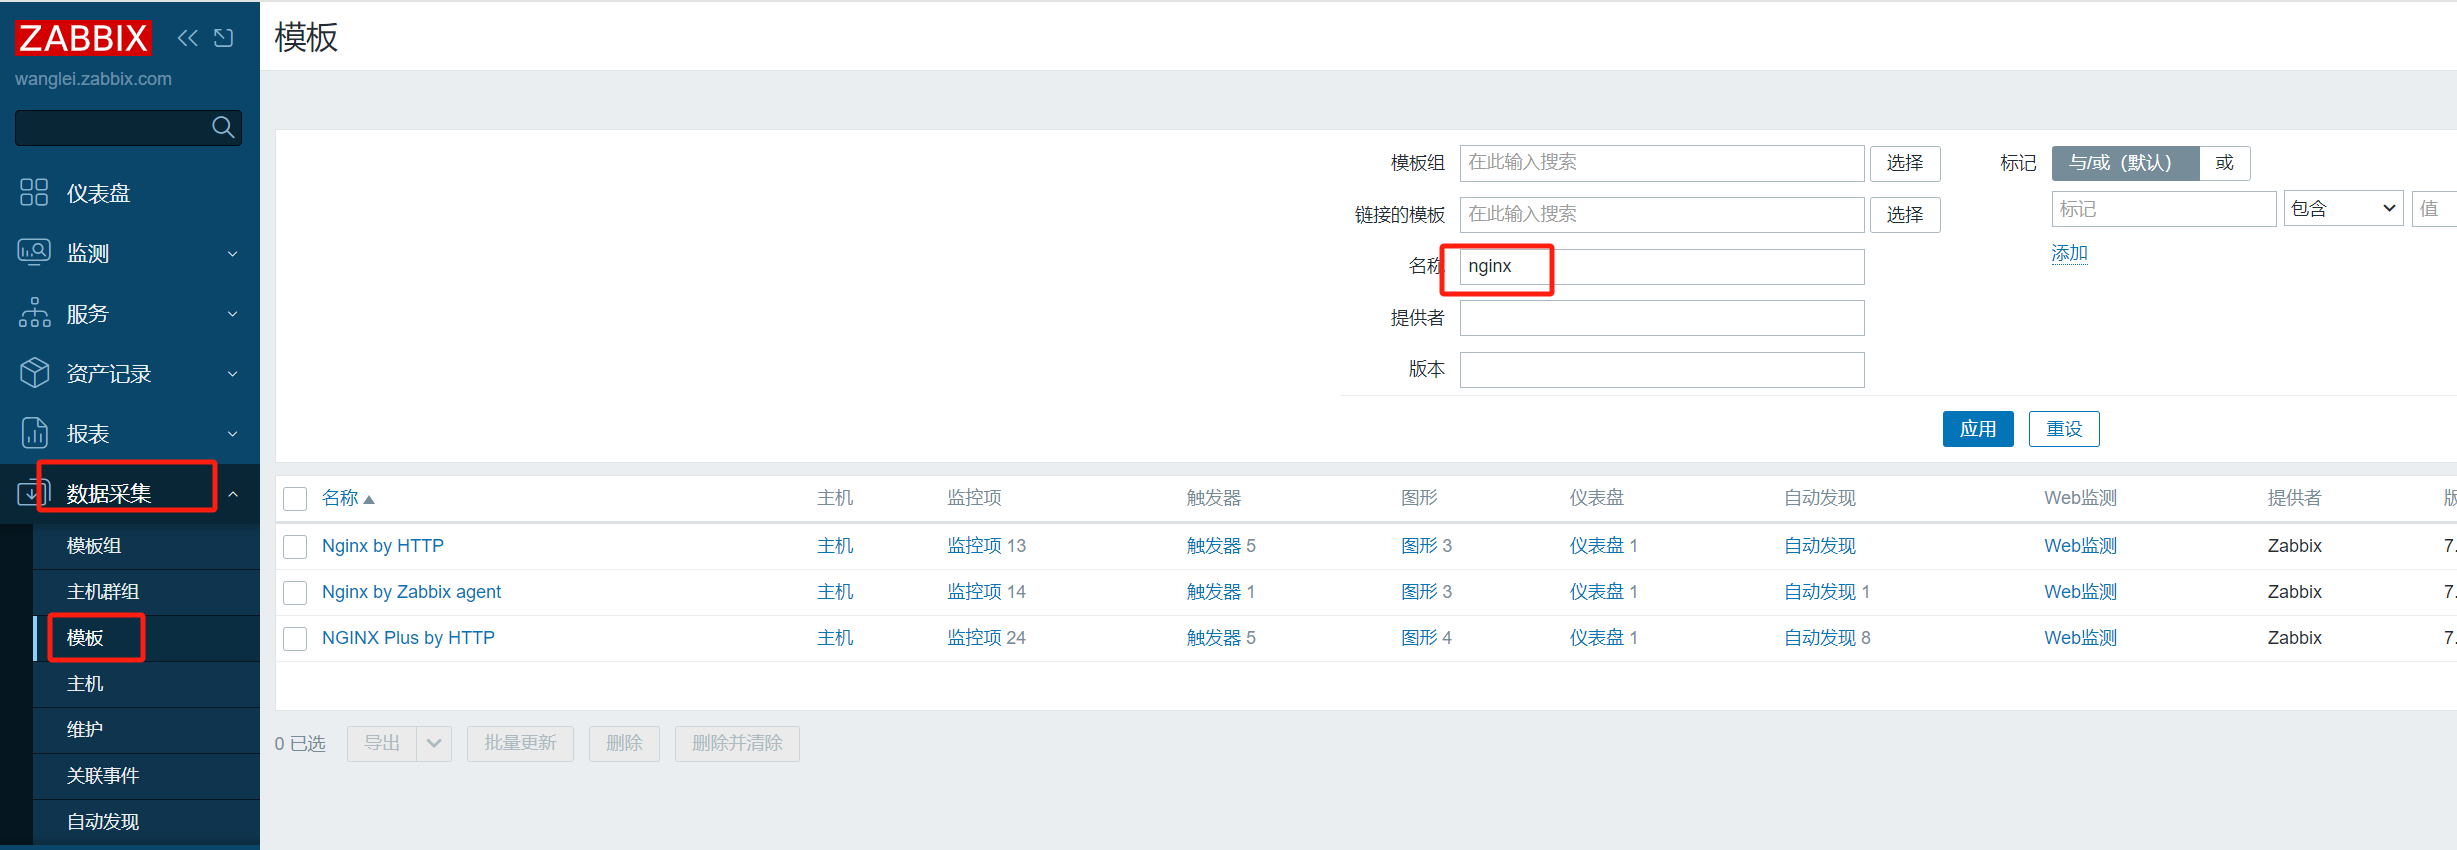 ZABBIX
wanglei.zabbix.com
仪表盘
监测
服务
资产记录
报表
数据采集
模板组
主机群组
模板
主机
维护
关联事件
自动发现
模板
模板组 在此输入搜索 选择 标记 与/或（默认） 或
标记 包含 值
链接的模板 在此输入搜索 选择
添加
名称 nginx
提供者
版本
应用 重设
名称 主机 监控项 触发器 图形 仪表盘 自动发现 Web监测 提供者
Nginx by HTTP 主机 监控项 13 触发器 5 图形 3 仪表盘 1 自动发现 Web监测 Zabbix 7.
Nginx by Zabbix agent 主机 监控项 14 触发器 1 图形 3 仪表盘 1 自动发现 1 Web监测 Zabbix 7.
NGINX Plus by HTTP 主机 监控项 24 触发器 5 图形 4 仪表盘 1 自动发现 8 Web监测 Zabbix 7.
0 已选 导出 批量更新 删除 删除并清除